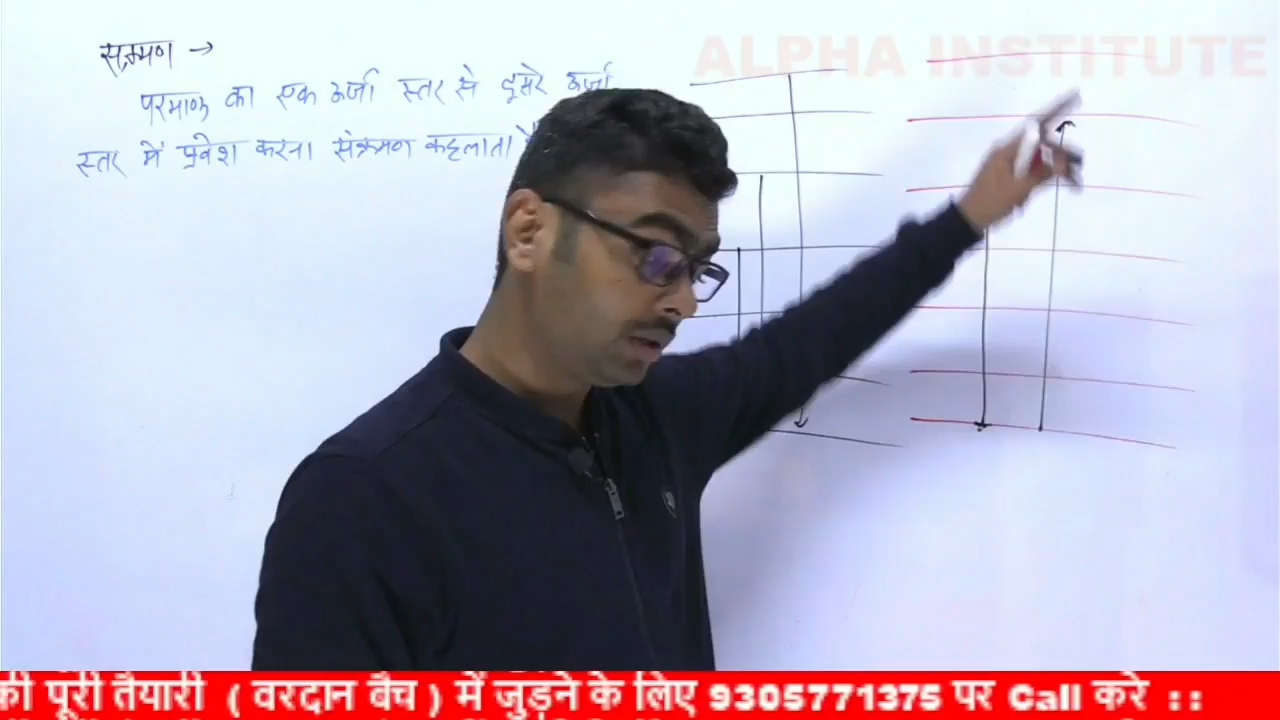 संक्रमण →
ALPHA INSTITUTE
परमाणु का एक ऊर्जा स्तर से दूसरे ऊर्जा
स्तर में प्रवेश करना संक्रमण कहलाता
की पूरी तैयारी ( वरदान बैच ) में जुड़ने के लिए 9305771375 पर Call करे ::